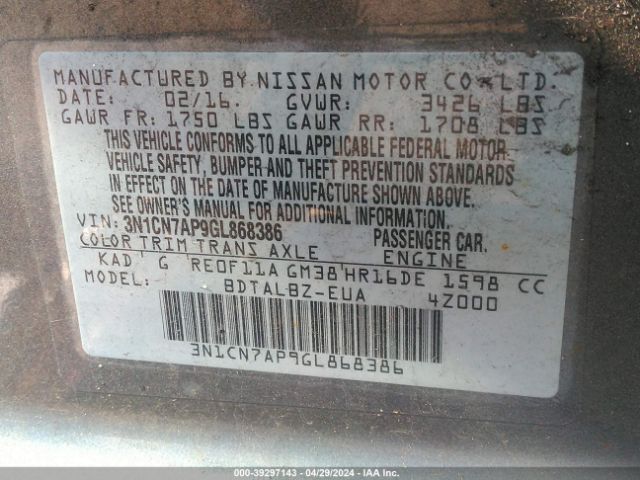 MANUFACTURED BY NISSAN MOTOR CO. LTD.
DATE: 02/16. GVWR: 3426 LBS
GAWR FR: 1750 LBS GAWR RR: 1708 LBS
THIS VEHICLE CONFORMS TO ALL APPLICABLE FEDERAL MOTOR
VEHICLE SAFETY, BUMPER AND THEFT PREVENTION STANDARDS
IN EFFECT ON THE DATE OF MANUFACTURE SHOWN ABOVE.
SEE OWNER'S MANUAL FOR ADDITIONAL INFORMATION.
VIN: 3N1CN7AP9GL868386 PASSENGER CAR.
COLOR TRIM TRANS AXLE ENGINE
KAD G RE0F11A GM38 HR16DE 1598 CC
MODEL: BDTALBZ-EUA 4Z000
3N1CN7AP9GL868386
000-39297143 - 04/29/2024 - IAA Inc.